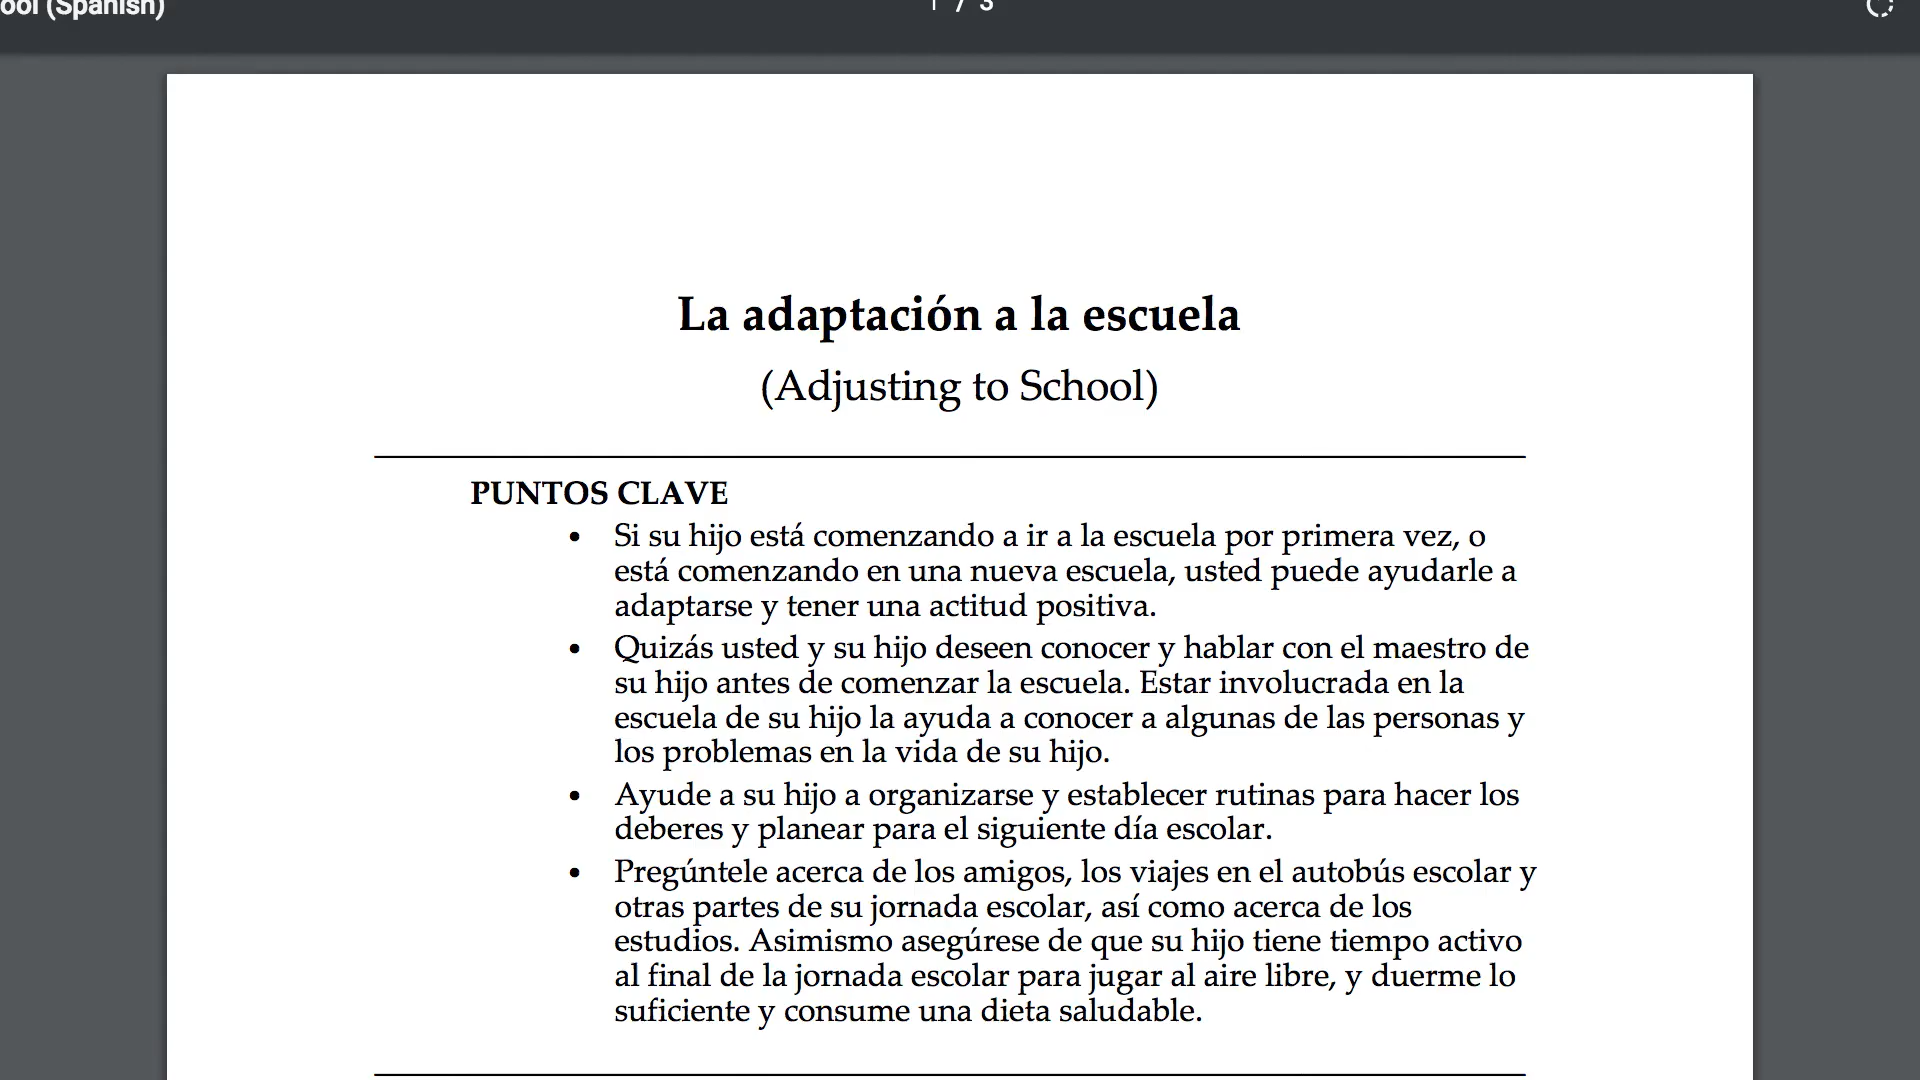 (Spanish)
/ 3
La adaptación a la escuela
(Adjusting to School)
PUNTOS CLAVE
• Si su hijo está comenzando a ir a la escuela por primera vez, o
está comenzando en una nueva escuela, usted puede ayudarle a
adaptarse y tener una actitud positiva.
• Quizás usted y su hijo deseen conocer y hablar con el maestro de
su hijo antes de comenzar la escuela. Estar involucrada en la
escuela de su hijo la ayuda a conocer a algunas de las personas y
los problemas en la vida de su hijo.
• Ayude a su hijo a organizarse y establecer rutinas para hacer los
deberes y planear para el siguiente día escolar.
• Pregúntele acerca de los amigos, los viajes en el autobús escolar y
otras partes de su jornada escolar, así como acerca de los
estudios. Asimismo asegúrese de que su hijo tiene tiempo activo
al final de la jornada escolar para jugar al aire libre, y duerme lo
suficiente y consume una dieta saludable.